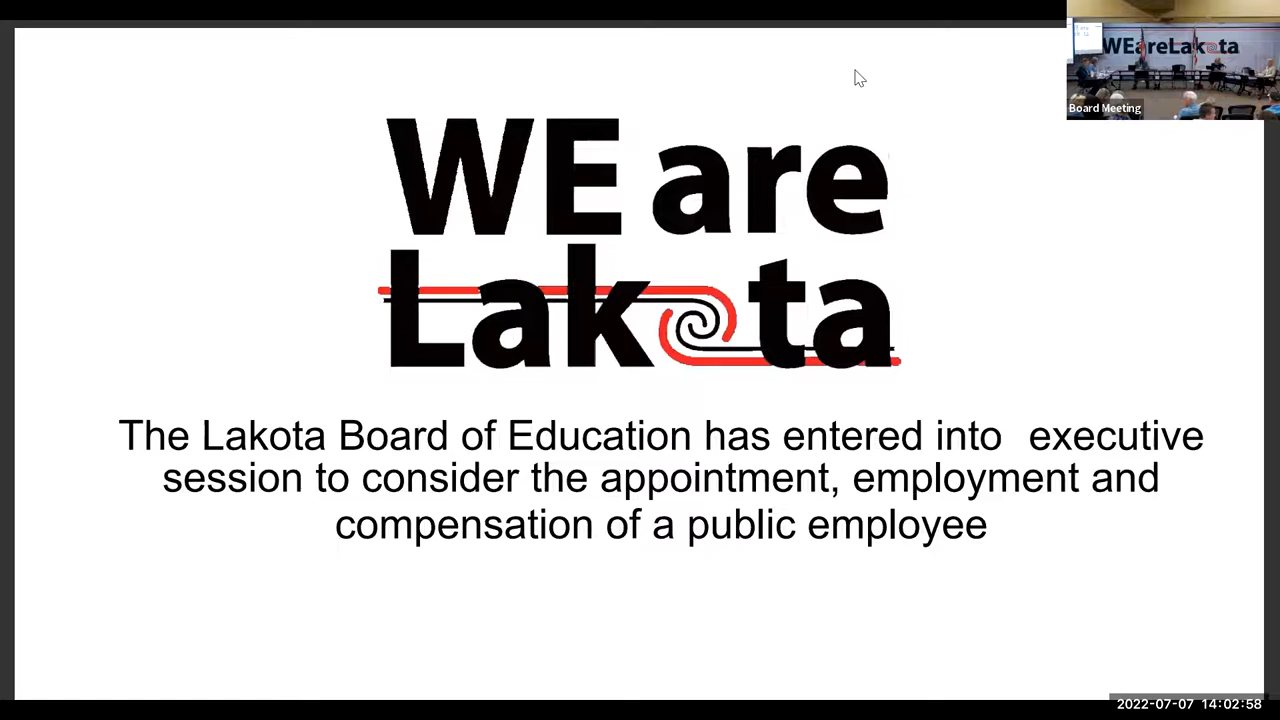 WEareLakota
Board Meeting
WE are
Lakota
The Lakota Board of Education has entered into executive
session to consider the appointment, employment and
compensation of a public employee
2022-07-07 14:02:58